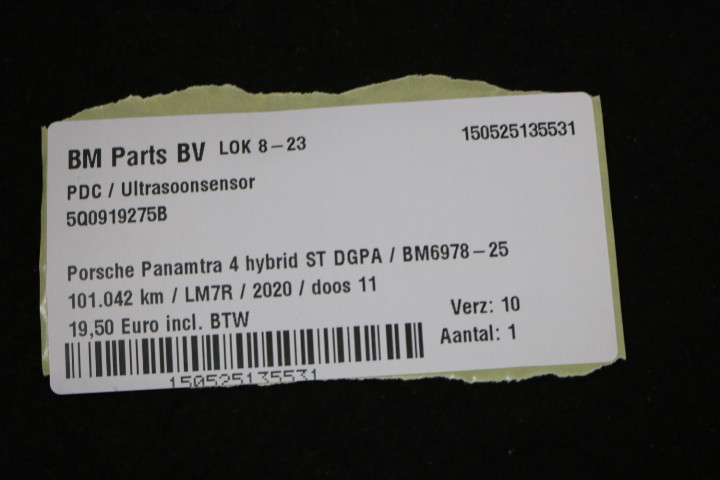 BM Parts BV LOK 8-23 150525135531
PDC / Ultrasoonsensor
5Q0919275B
Porsche Panamtra 4 hybrid ST DGPA / BM6978-25
101.042 km / LM7R / 2020 / doos 11
19,50 Euro incl. BTW
Verz: 10
Aantal: 1
150525135531